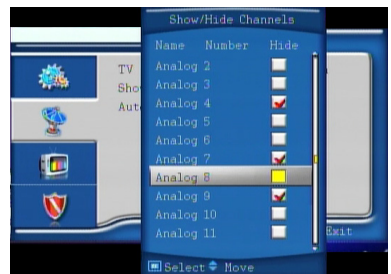 Show/Hide Channels
Name Number Hide
Analog 2
TV
Analog 3
Sho
Analog 4
Aut
Analog 5
Analog 6
Analog 7
Analog 8
Analog 9
Analog 10
Analog 11
Exit
Select Move